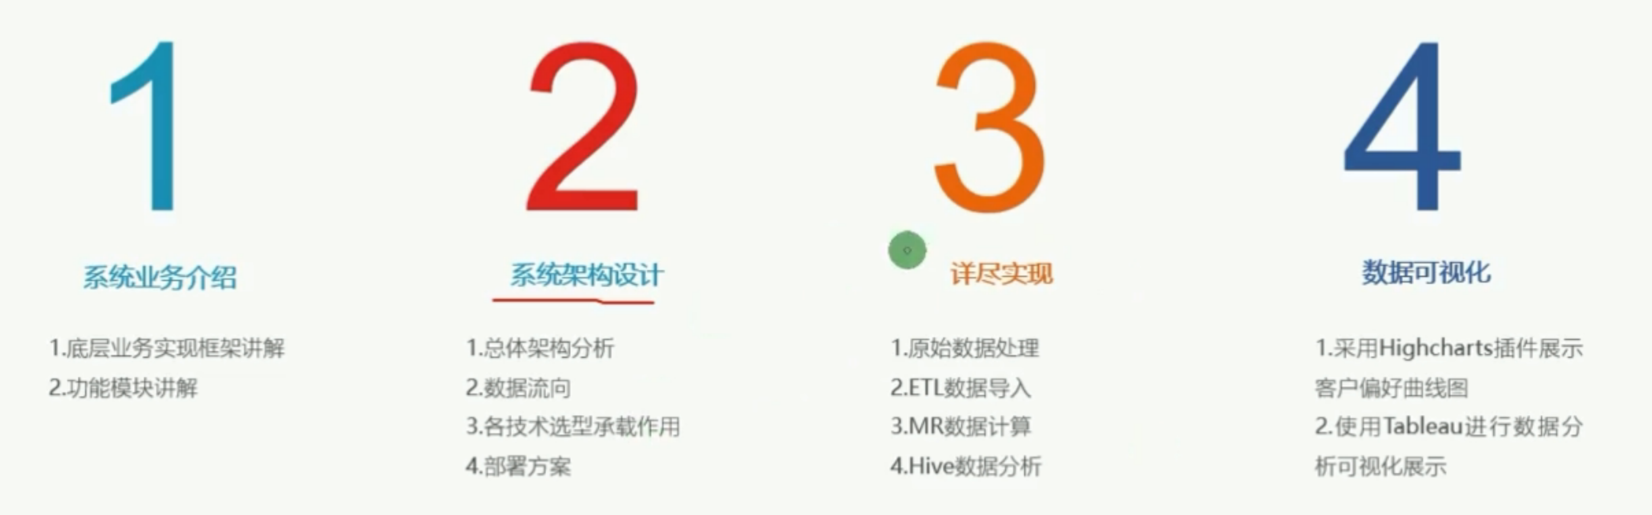 1
系统业务介绍
1.底层业务实现框架讲解
2.功能模块讲解
2
系统架构设计
1.总体架构分析
2.数据流向
3.各技术选型承载作用
4.部署方案
3
详尽实现
1.原始数据处理
2.ETL数据导入
3.MR数据计算
4.Hive数据分析
4
数据可视化
1.采用Highcharts插件展示
客户偏好曲线图
2.使用Tableau进行数据分
析可视化展示